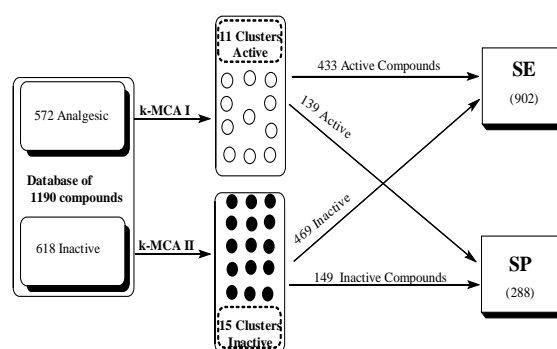 572 Analgesic
Database of
1190 compounds
618 Inactive
k-MCA I
k-MCA II
11 Clusters
Active
15 Clusters
Inactive
433 Active Compounds
139 Active
469 Inactive
149 Inactive Compounds
SE
(902)
SP
(288)